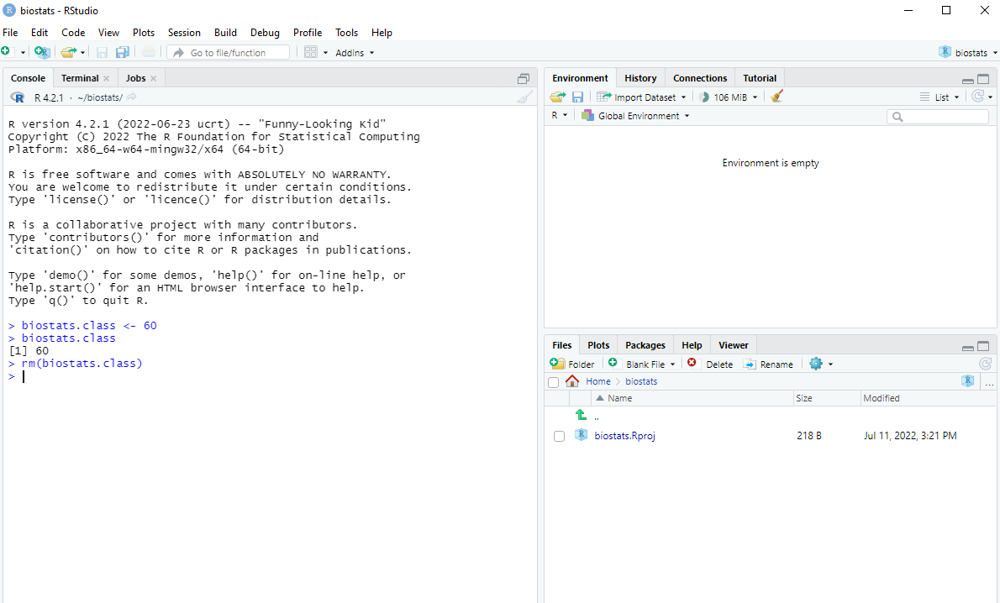 biostats - RStudio
File Edit Code View Plots Session Build Debug Profile Tools Help
Go to file/function Addins biostats
Console Terminal Jobs
R 4.2.1 · ~/biostats/
R version 4.2.1 (2022-06-23 ucrt) -- "Funny-Looking Kid"
Copyright (C) 2022 The R Foundation for Statistical Computing
Platform: x86_64-w64-mingw32/x64 (64-bit)
R is free software and comes with ABSOLUTELY NO WARRANTY.
You are welcome to redistribute it under certain conditions.
Type 'license()' or 'licence()' for distribution details.
R is a collaborative project with many contributors.
Type 'contributors()' for more information and
'citation()' on how to cite R or R packages in publications.
Type 'demo()' for some demos, 'help()' for on-line help, or
'help.start()' for an HTML browser interface to help.
Type 'q()' to quit R.
> biostats.class <- 60
> biostats.class
[1] 60
> rm(biostats.class)
>
Environment History Connections Tutorial
Import Dataset 106 MiB List
R Global Environment
Environment is empty
Files Plots Packages Help Viewer
Folder Blank File Delete Rename
Home biostats ...
Name Size Modified
..
biostats.Rproj 218 B Jul 11, 2022, 3:21 PM